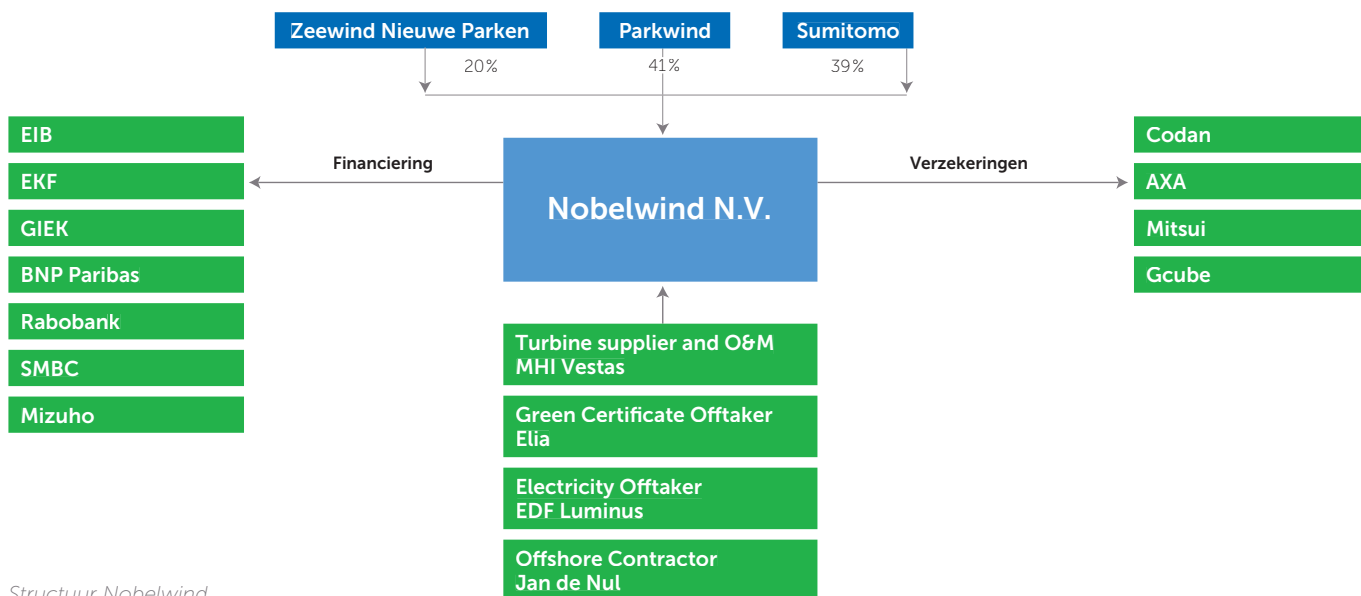 Zeewind Nieuwe Parken
Parkwind
Sumitomo
20%
41%
39%
EIB
EKF
GIEK
BNP Paribas
Rabobank
SMBC
Mizuho
Financiering
Nobelwind N.V.
Verzekeringen
Codan
AXA
Mitsui
Gcube
Turbine supplier and O&M
MHI Vestas
Green Certificate Offtaker
Elia
Electricity Offtaker
EDF Luminus
Offshore Contractor
Jan de Nul
Structuur Nobelwind